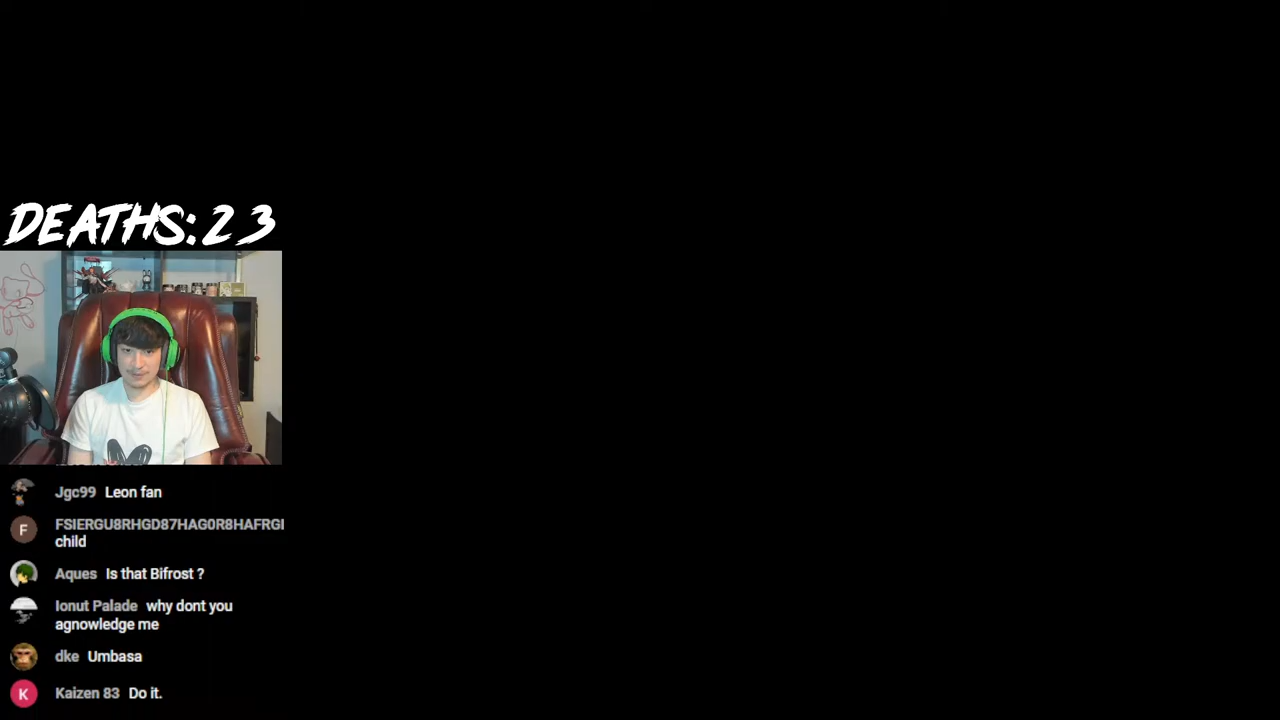 DEATHS:23
Jgc99 Leon fan
F FSIERGU8RHGD87HAG0R8HAFRGI
child
Aques Is that Bifrost ?
Ionut Palade why dont you
agnowledge me
dke Umbasa
K Kaizen 83 Do it.